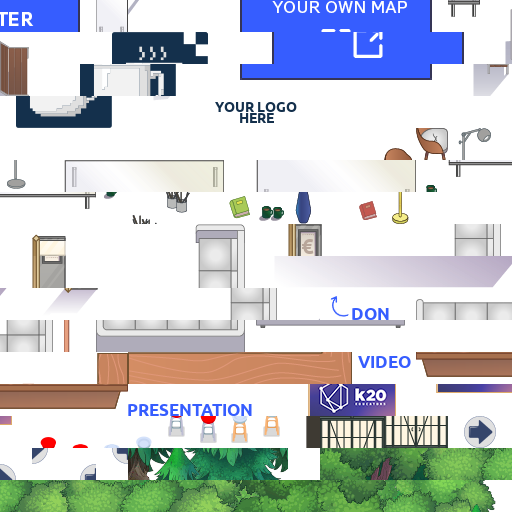 YOUR OWN MAP
TER
YOUR LOGO
HERE
€
DON
VIDEO
k20
PRESENTATION